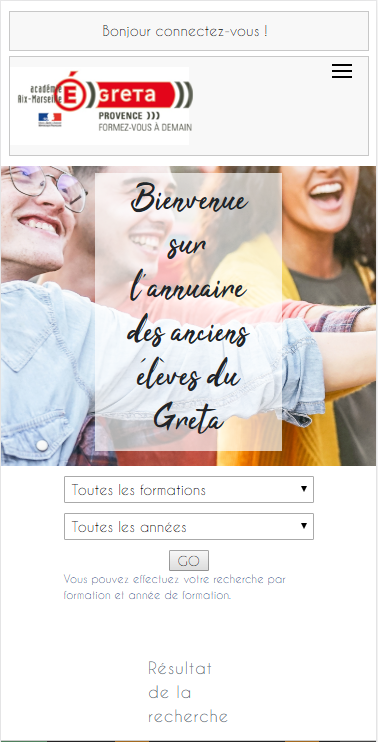 Bonjour connectez-vous !
académie
Aix-Marseille
É GRETA
PROVENCE )))
FORMEZ-VOUS À DEMAIN
Bienvenue
sur
l'annuaire
des anciens
élèves du
Greta
Toutes les formations
Toutes les années
GO
Vous pouvez effectuez votre recherche par
formation et année de formation.
Résultat
de la
recherche